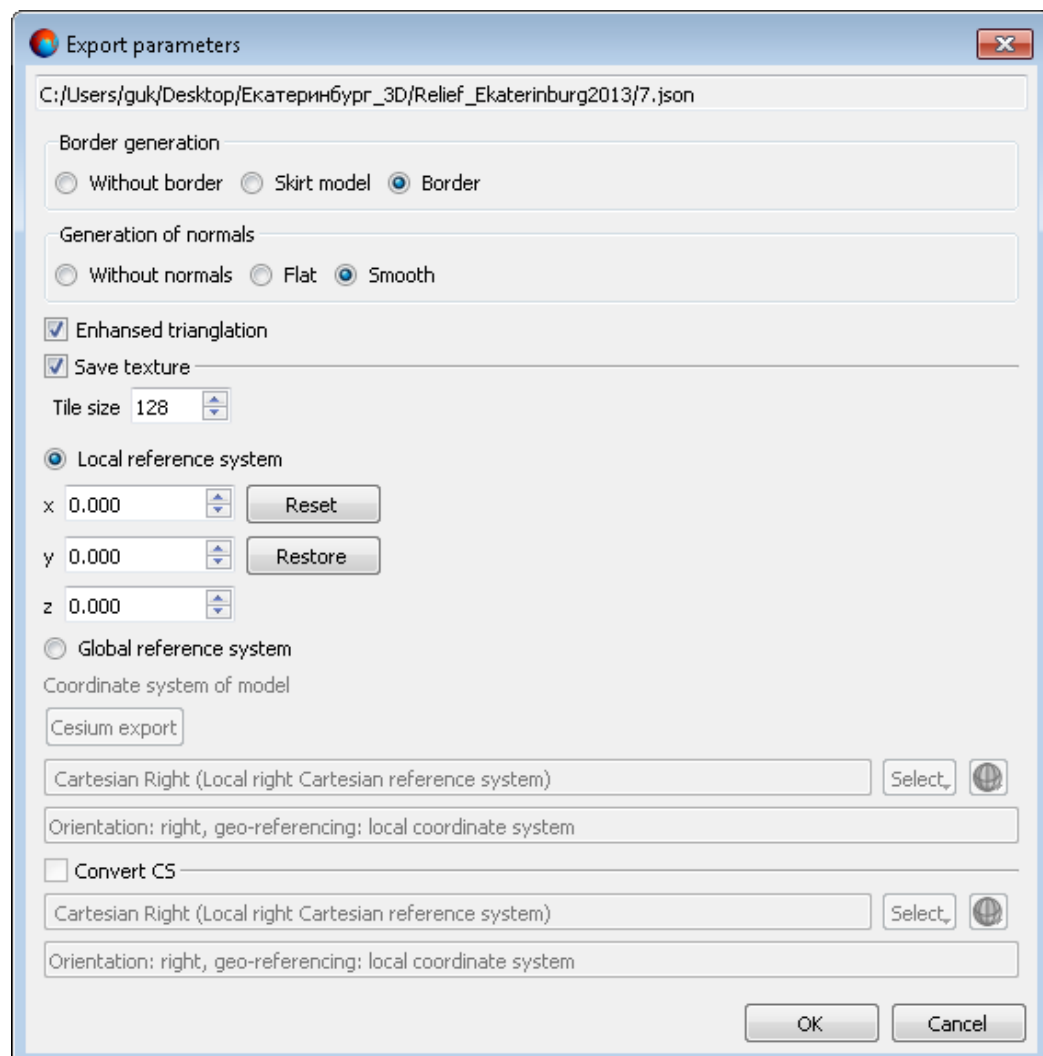 Export parameters
C:/Users/guk/Desktop/Екатеринбург_3D/Relief_Ekaterinburg2013/7.json
Border generation
Without border Skirt model Border
Generation of normals
Without normals Flat Smooth
Enhansed trianglation
Save texture
Tile size 128
Local reference system
x 0.000 Reset
y 0.000 Restore
z 0.000
Global reference system
Coordinate system of model
Cesium export
Cartesian Right (Local right Cartesian reference system) Select
Orientation: right, geo-referencing: local coordinate system
Convert CS
Cartesian Right (Local right Cartesian reference system) Select
Orientation: right, geo-referencing: local coordinate system
OK Cancel